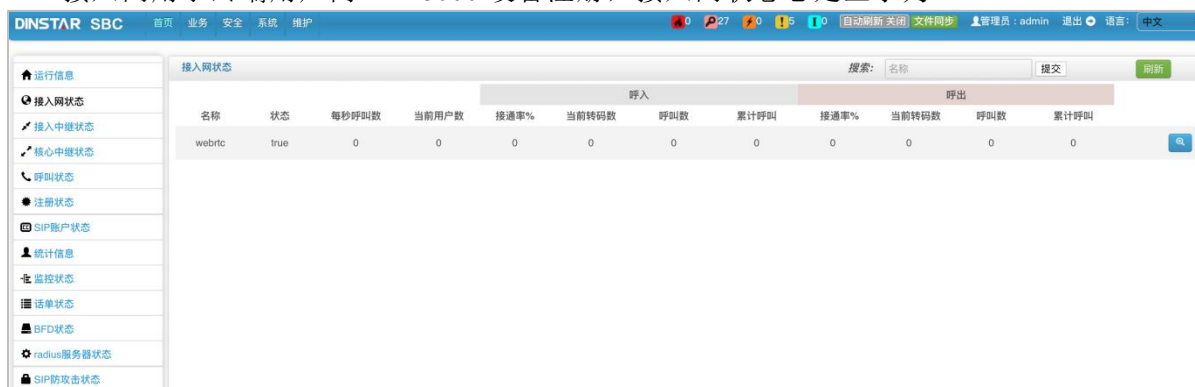 DINSTAR SBC 首页 业务 安全 系统 维护 0 27 0 5 0 自动刷新 关闭 文件同步 管理员：admin 退出 语言： 中文
运行信息
接入网状态
接入中继状态
核心中继状态
呼叫状态
注册状态
SIP账户状态
统计信息
监控状态
话单状态
BFD状态
radius服务器状态
SIP防攻击状态
接入网状态 搜索： 名称 提交 刷新
呼入 呼出
名称 状态 每秒呼叫数 当前用户数 接通率% 当前转码数 呼叫数 累计呼叫 接通率% 当前转码数 呼叫数 累计呼叫
webrtc true 0 0 0 0 0 0 0 0 0 0